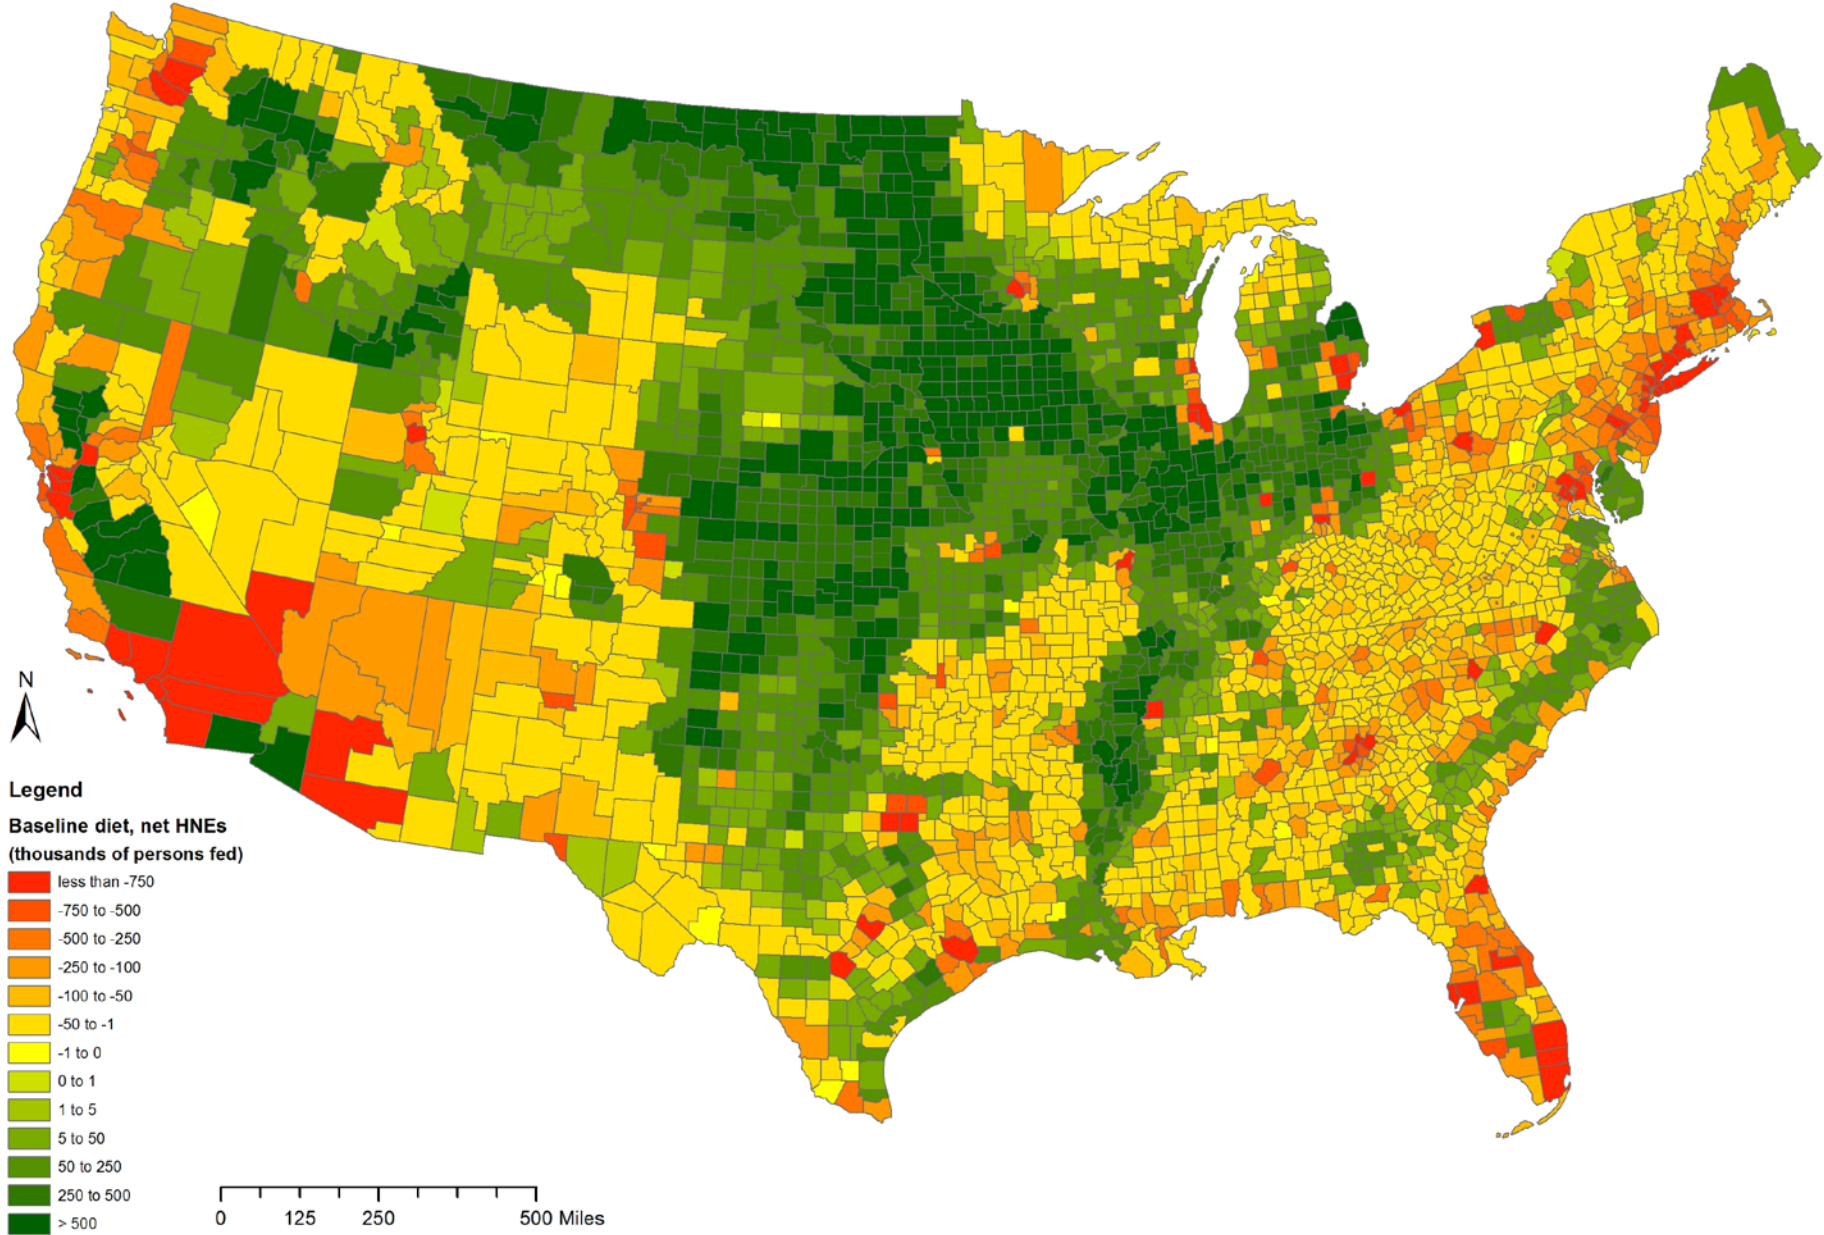 N
Legend
Baseline diet, net HNEs
(thousands of persons fed)
less than -750
-750 to -500
-500 to -250
-250 to -100
-100 to -50
-50 to -1
-1 to 0
0 to 1
1 to 5
5 to 50
50 to 250
250 to 500
> 500
0 125 250 500 Miles